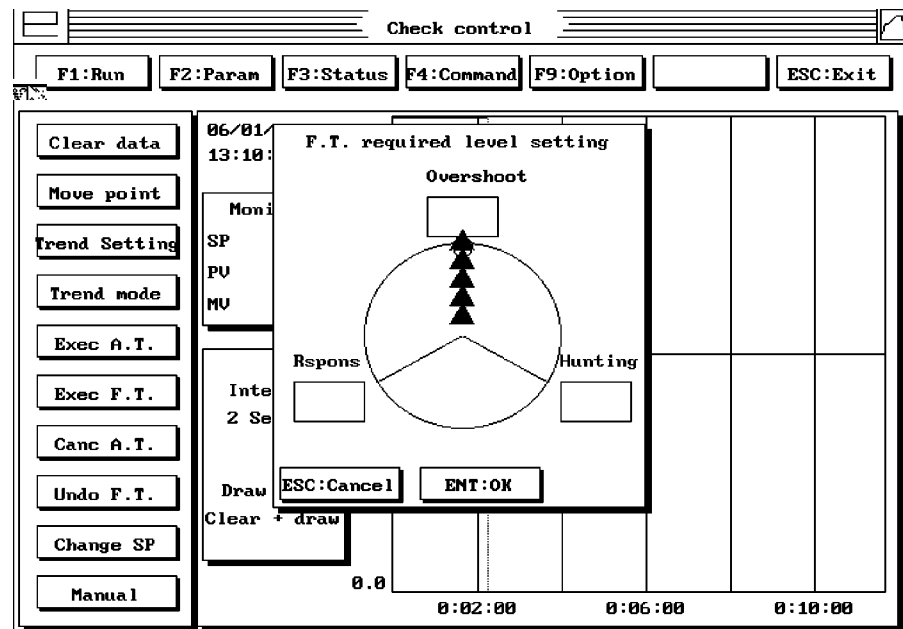 Check control
F1:Run F2:Param F3:Status F4:Command F9:Option ESC:Exit
Clear data
Move point
Trend Setting
Trend mode
Exec A.T.
Exec F.T.
Canc A.T.
Undo F.T.
Change SP
Manual
06/01/
13:10:
Moni
SP
PV
MV
Inte
2 Se
Draw
Clear + draw
F.T. required level setting
Overshoot
Rspons
Hunting
ESC:Cancel ENT:OK
0.0
0:02:00 0:06:00 0:10:00